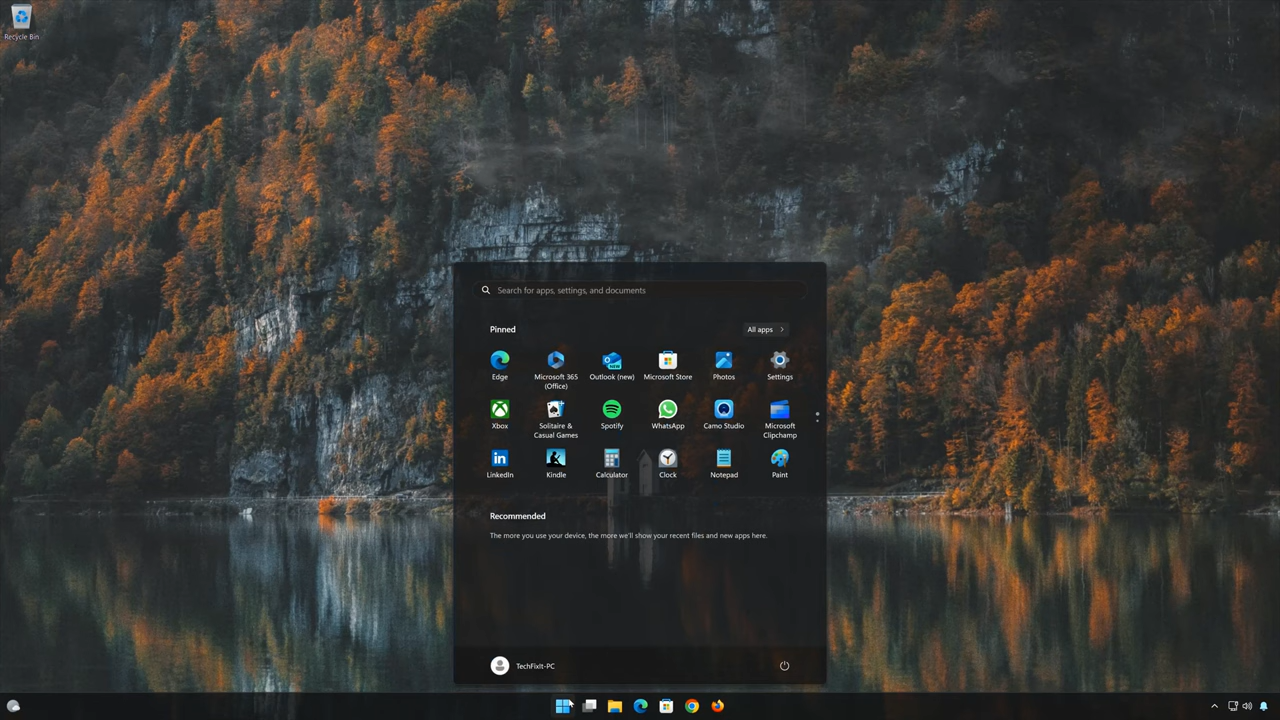 Recycle Bin
Search for apps, settings, and documents
Pinned
All apps
Edge
Microsoft 365
(Office)
Outlook (new)
Microsoft Store
Photos
Settings
Xbox
Solitaire &
Casual Games
Spotify
WhatsApp
Camo Studio
Microsoft
Clipchamp
LinkedIn
Kindle
Calculator
Clock
Notepad
Paint
Recommended
The more you use your device, the more we'll show your recent files and new apps here.
TechFixIt-PC